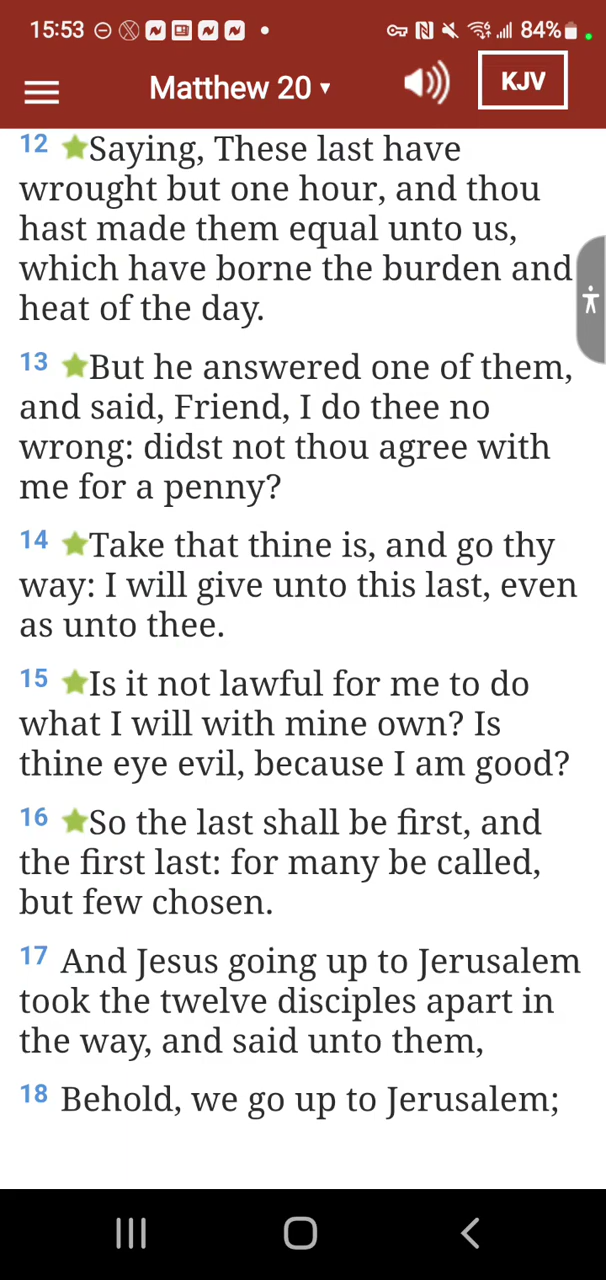 15:53 84%
Matthew 20 KJV
12 Saying, These last have
wrought but one hour, and thou
hast made them equal unto us,
which have borne the burden and
heat of the day.
13 But he answered one of them,
and said, Friend, I do thee no
wrong: didst not thou agree with
me for a penny?
14 Take that thine is, and go thy
way: I will give unto this last, even
as unto thee.
15 Is it not lawful for me to do
what I will with mine own? Is
thine eye evil, because I am good?
16 So the last shall be first, and
the first last: for many be called,
but few chosen.
17 And Jesus going up to Jerusalem
took the twelve disciples apart in
the way, and said unto them,
18 Behold, we go up to Jerusalem;